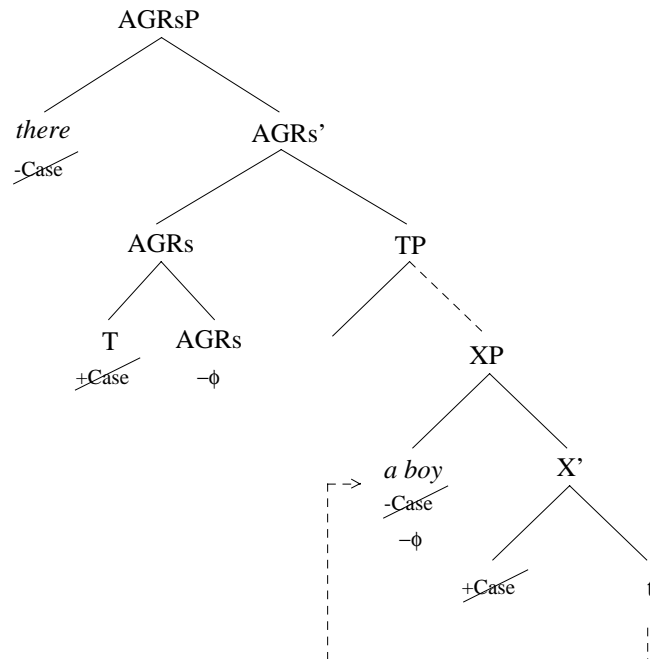 AGRsP
there
AGRs’
-Case
AGRs
TP
T
AGRs
+Case
−ϕ
XP
a boy
X’
-Case
−ϕ
+Case
t